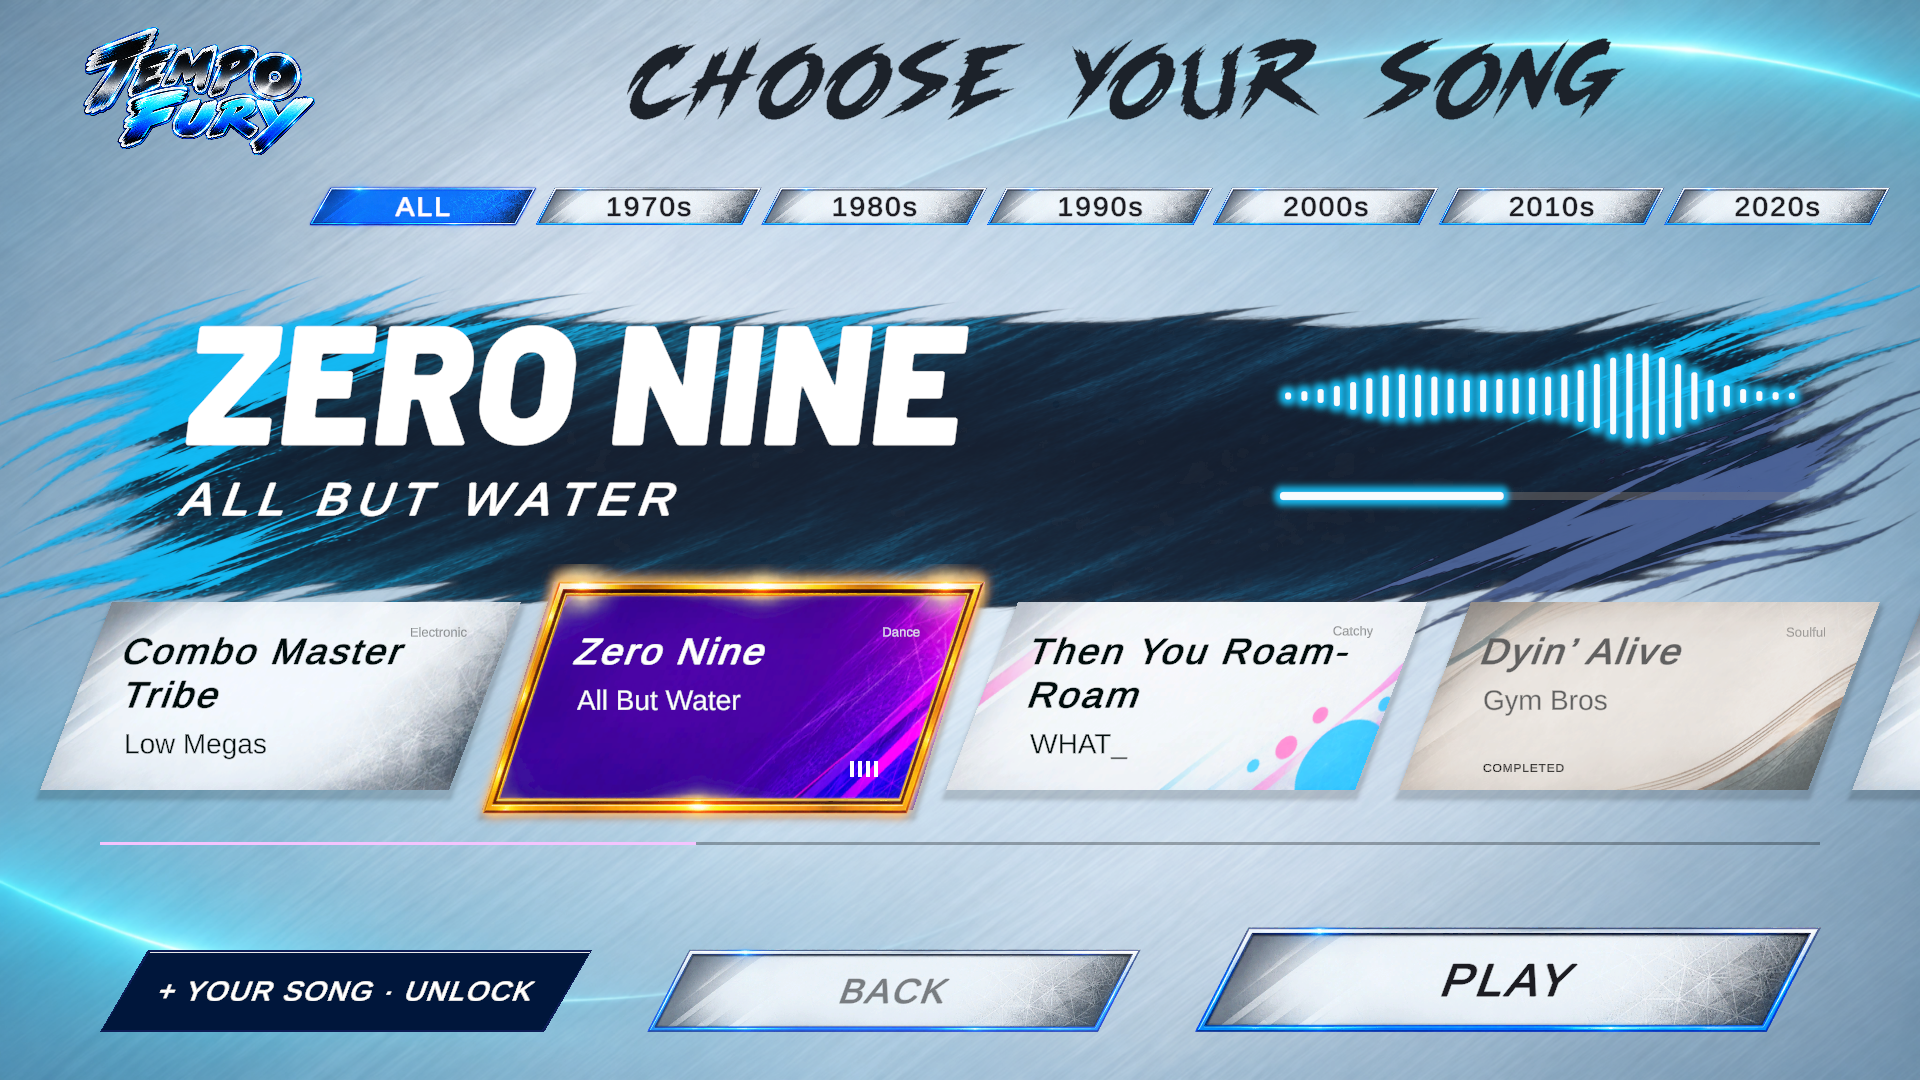 TEMPO
FURY
CHOOSE YOUR SONG
ALL
1970s
1980s
1990s
2000s
2010s
2020s
ZERO NINE
ALL BUT WATER
Electronic
Combo Master
Tribe
Low Megas
Dance
Zero Nine
All But Water
Catchy
Then You Roam-
Roam
WHAT_
Soulful
Dyin’ Alive
Gym Bros
COMPLETED
+ YOUR SONG · UNLOCK
BACK
PLAY